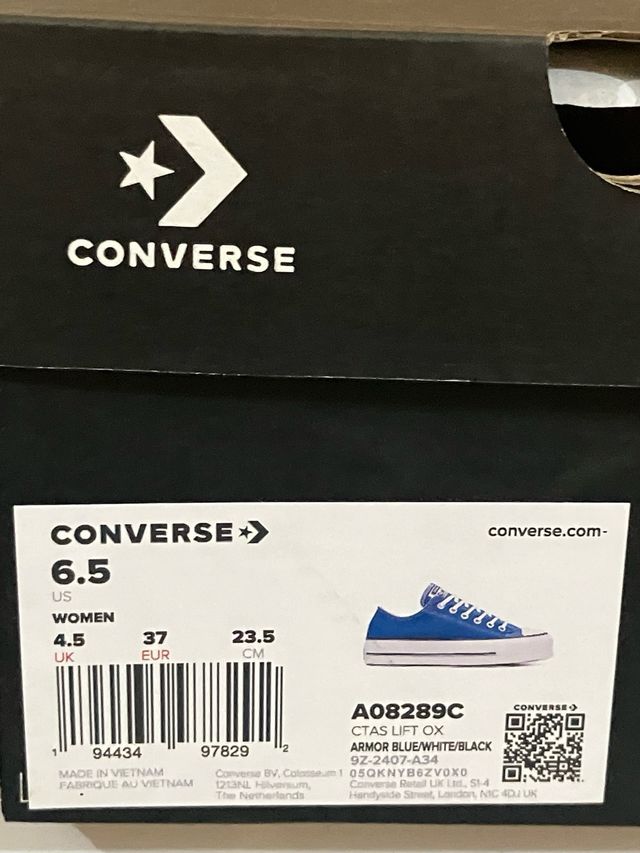 CONVERSE
CONVERSE
converse.com-
6.5
US
WOMEN
4.5 37 23.5
UK EUR CM
1 94434 97829 2
A08289C
CTAS LIFT OX
ARMOR BLUE/WHITE/BLACK
9Z-2407-A34
05QKNYB6ZV0X0
CONVERSE
MADE IN VIETNAM
FABRIQUE AU VIETNAM
Converse BV, Colosseum 1
1213NL Hilversum,
The Netherlands
Converse Retail UK Ltd., S1-4
Handyside Street, London, N1C 4DJ UK